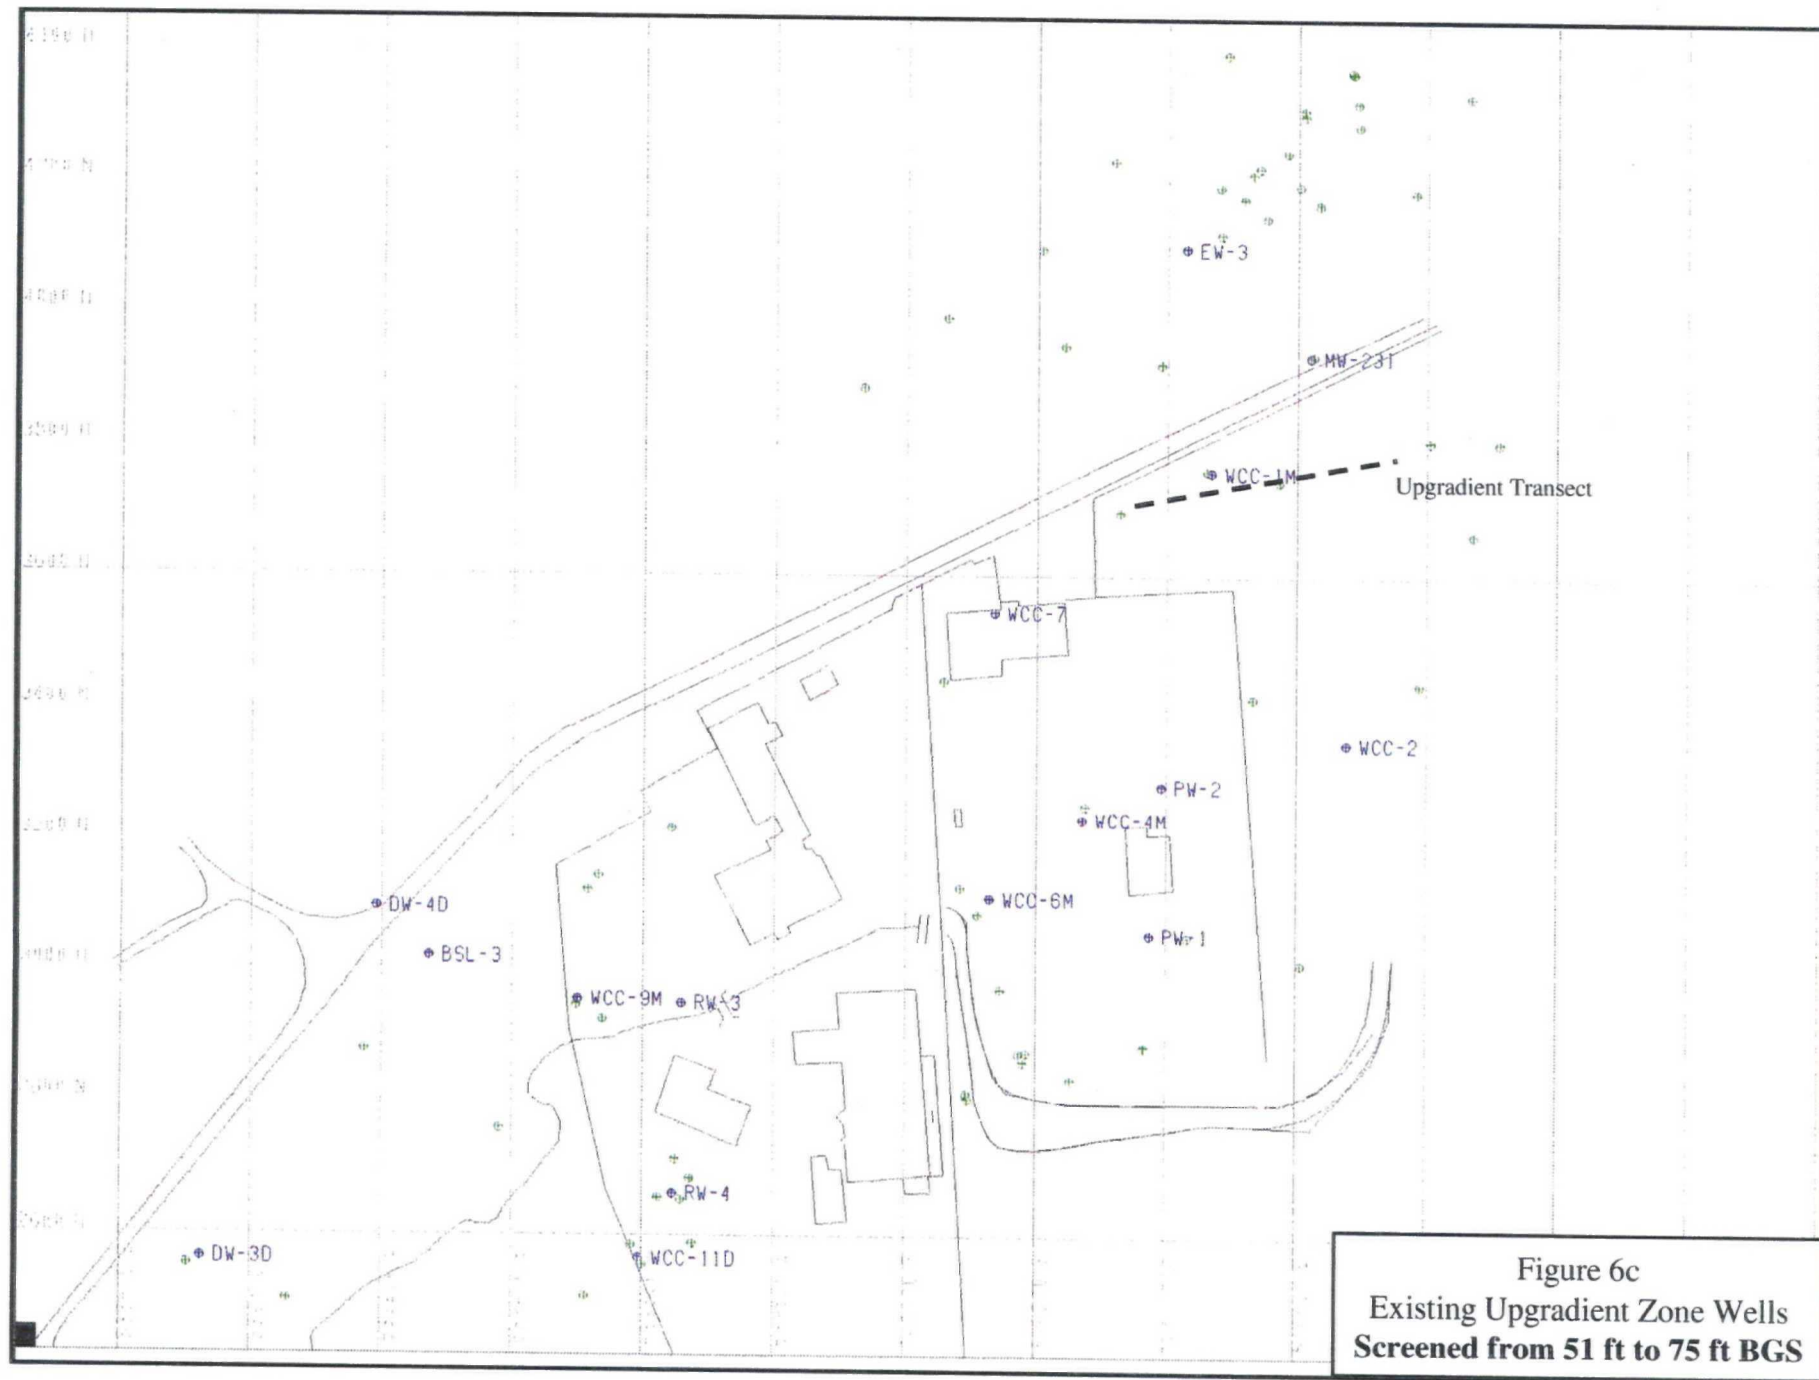 EW-3
MW-23I
WCC-1M
Upgradient Transect
WCC-7
WCC-2
PW-2
WCC-4M
DW-4D
WCC-6M
PW-1
BSL-3
WCC-9M
RW-3
RW-4
DW-3D
WCC-11D
Figure 6c
Existing Upgradient Zone Wells
Screened from 51 ft to 75 ft BGS